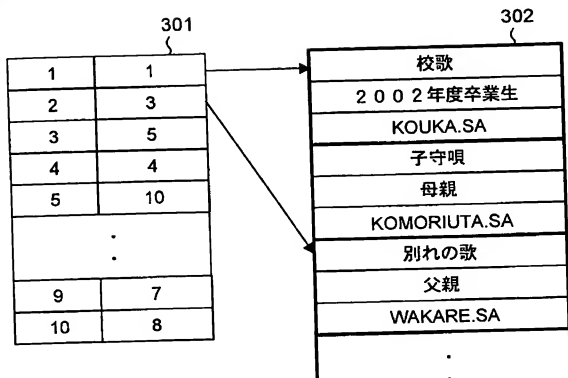 301
1 1
2 3
3 5
4 4
5 10
・
・
9 7
10 8
302
校歌
2002年度卒業生
KOUKA.SA
子守唄
母親
KOMORIUTA.SA
別れの歌
父親
WAKARE.SA
・